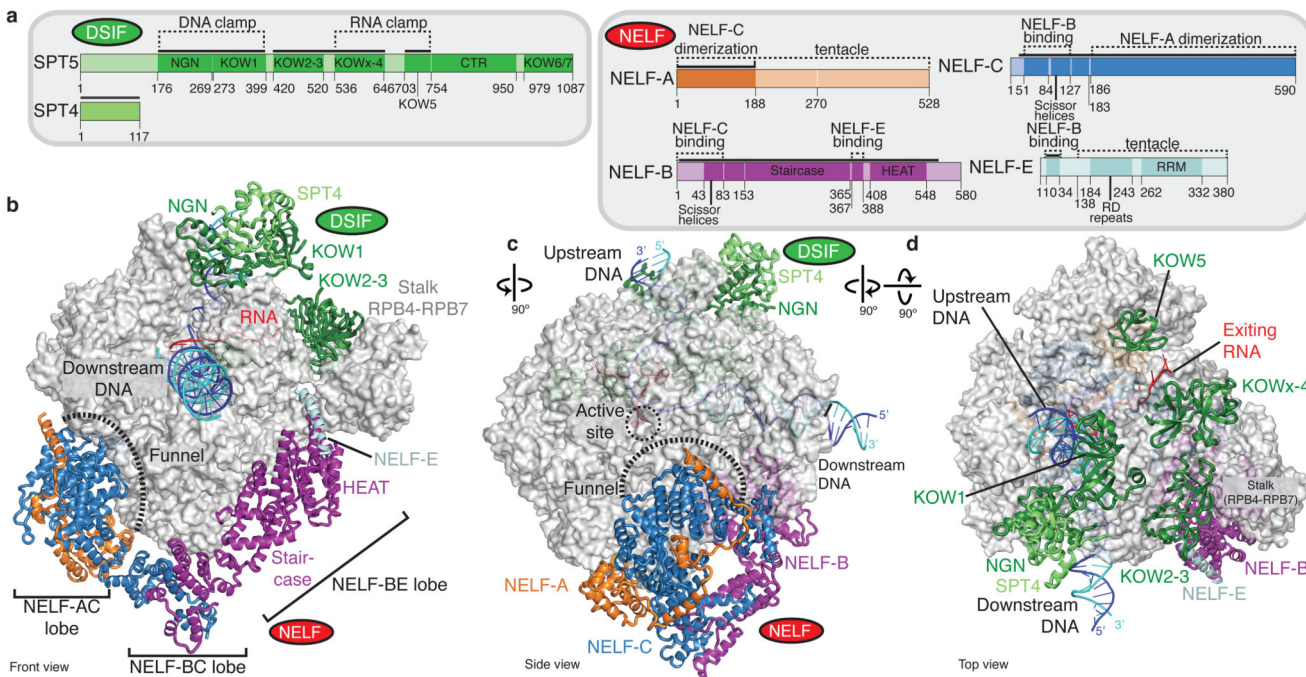 a
DSIF
DNA clamp
RNA clamp
SPT5
NGN KOW1 KOW2-3 KOWx-4 CTR KOW6/7
1 176 269 273 399 420 520 536 646 703 754 950 979 1087
KOW5
SPT4
1 117
NELF
NELF-C
dimerization
tentacle
NELF-A
1 188 270 528
NELF-B
binding
NELF-A dimerization
NELF-C
1 51 84 127 186 590
183
Scissor
helices
NELF-C
binding
NELF-E
binding
NELF-B
Staircase HEAT
1 43 83 153 365 408 548 580
367 388
Scissor
helices
NELF-B
binding
tentacle
NELF-E
RRM
1 11 034 184 243 262 332 380
138
RD
repeats
b
SPT4
NGN
DSIF
KOW1
KOW2-3
Stalk
RPB4-RPB7
RNA
Downstream
DNA
Funnel
NELF-E
HEAT
Stair-
case
NELF-BE lobe
NELF-AC
lobe
NELF
NELF-BC lobe
Front view
90°
c
Upstream
DNA
3’ 5’
DSIF
SPT4
NGN
Active
site
5’
3’
Downstream
DNA
Funnel
NELF-B
NELF-A
NELF-C
NELF
Side view
90° 90°
d
KOW5
Upstream
DNA
Exiting
RNA
KOWx-4
KOW1
Stalk
(RPB4-RPB7)
NGN
SPT4
KOW2-3
NELF-B
NELF-E
Downstream
DNA
5’ 3’
Top view